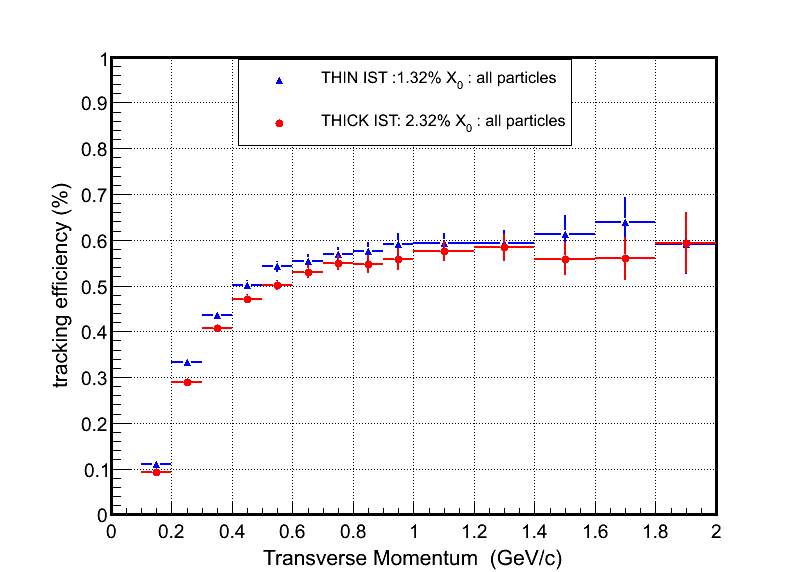 THIN IST :1.32% X0 : all particles
THICK IST: 2.32% X0 : all particles
tracking efficiency (%)
1
0.9
0.8
0.7
0.6
0.5
0.4
0.3
0.2
0.1
0
0 0.2 0.4 0.6 0.8 1 1.2 1.4 1.6 1.8 2
Transverse Momentum (GeV/c)